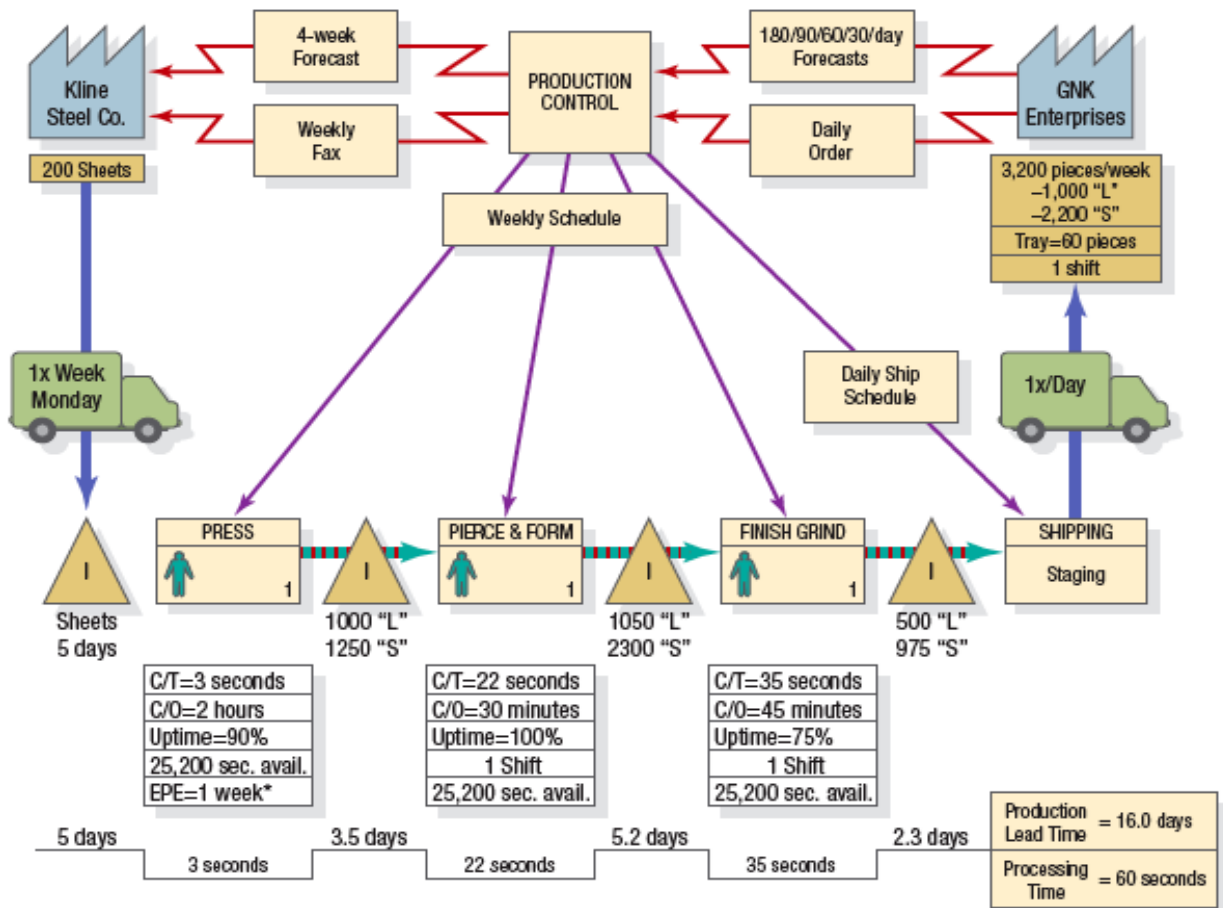 Kline
Steel Co.
4-week
Forecast
Weekly
Fax
PRODUCTION
CONTROL
180/90/60/30/day
Forecasts
Daily
Order
GNK
Enterprises
200 Sheets
Weekly Schedule
3,200 pieces/week
–1,000 “L”
–2,200 “S”
Tray=60 pieces
1 shift
1x Week
Monday
Daily Ship
Schedule
1x/Day
I
Sheets
5 days
PRESS
1
I
1000 “L”
1250 “S”
PIERCE & FORM
1
I
1050 “L”
2300 “S”
FINISH GRIND
1
I
500 “L”
975 “S”
SHIPPING
Staging
C/T=3 seconds
C/O=2 hours
Uptime=90%
25,200 sec. avail.
EPE=1 week*
C/T=22 seconds
C/O=30 minutes
Uptime=100%
1 Shift
25,200 sec. avail.
C/T=35 seconds
C/O=45 minutes
Uptime=75%
1 Shift
25,200 sec. avail.
5 days
3 seconds
3.5 days
22 seconds
5.2 days
35 seconds
2.3 days
Production
Lead Time = 16.0 days
Processing
Time = 60 seconds